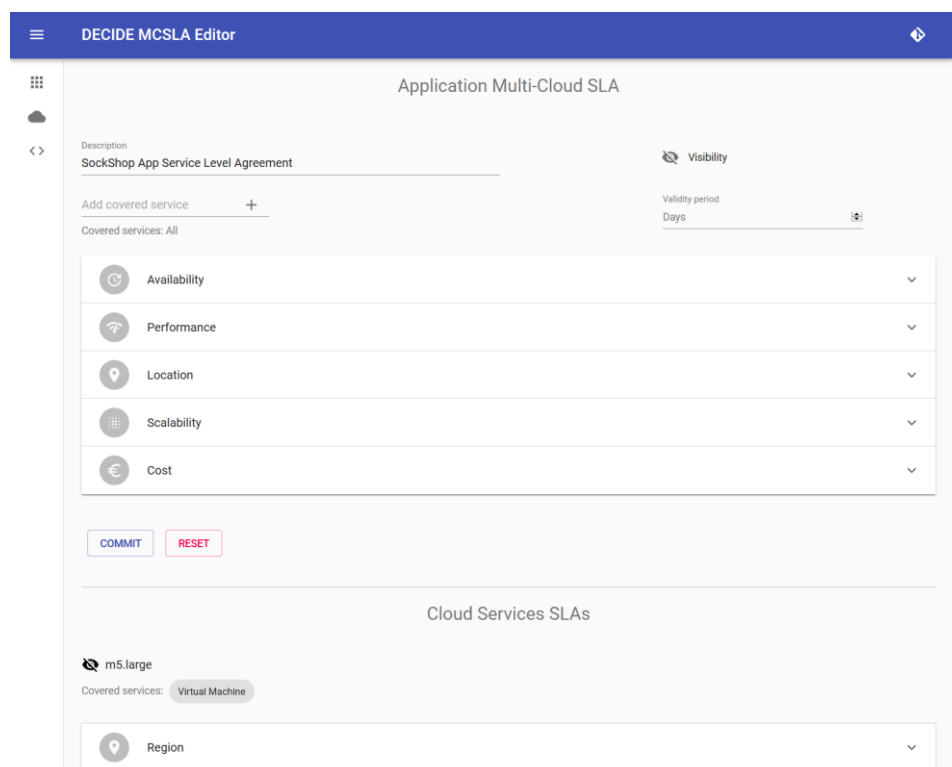 DECIDE MCSLA Editor
Application Multi-Cloud SLA
Description
SockShop App Service Level Agreement
Visibility
Add covered service +
Validity period
Days
Covered services: All
Availability
Performance
Location
Scalability
Cost
COMMIT RESET
Cloud Services SLAs
m5.large
Covered services: Virtual Machine
Region